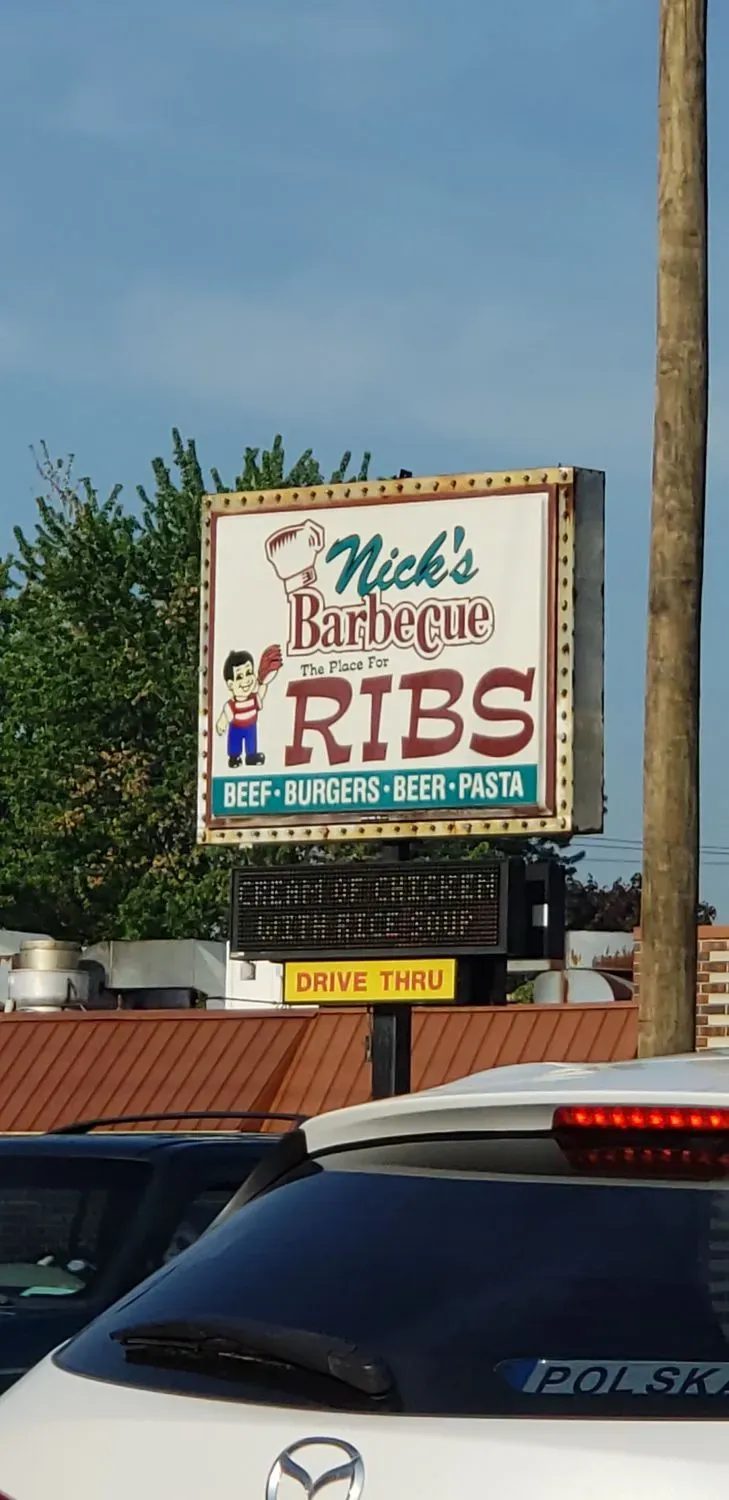 Nick's
Barbecue
The Place For
RIBS
BEEF · BURGERS · BEER · PASTA
CREAM OF CHICKEN
WITH RICE SOUP
DRIVE THRU
POLSKA